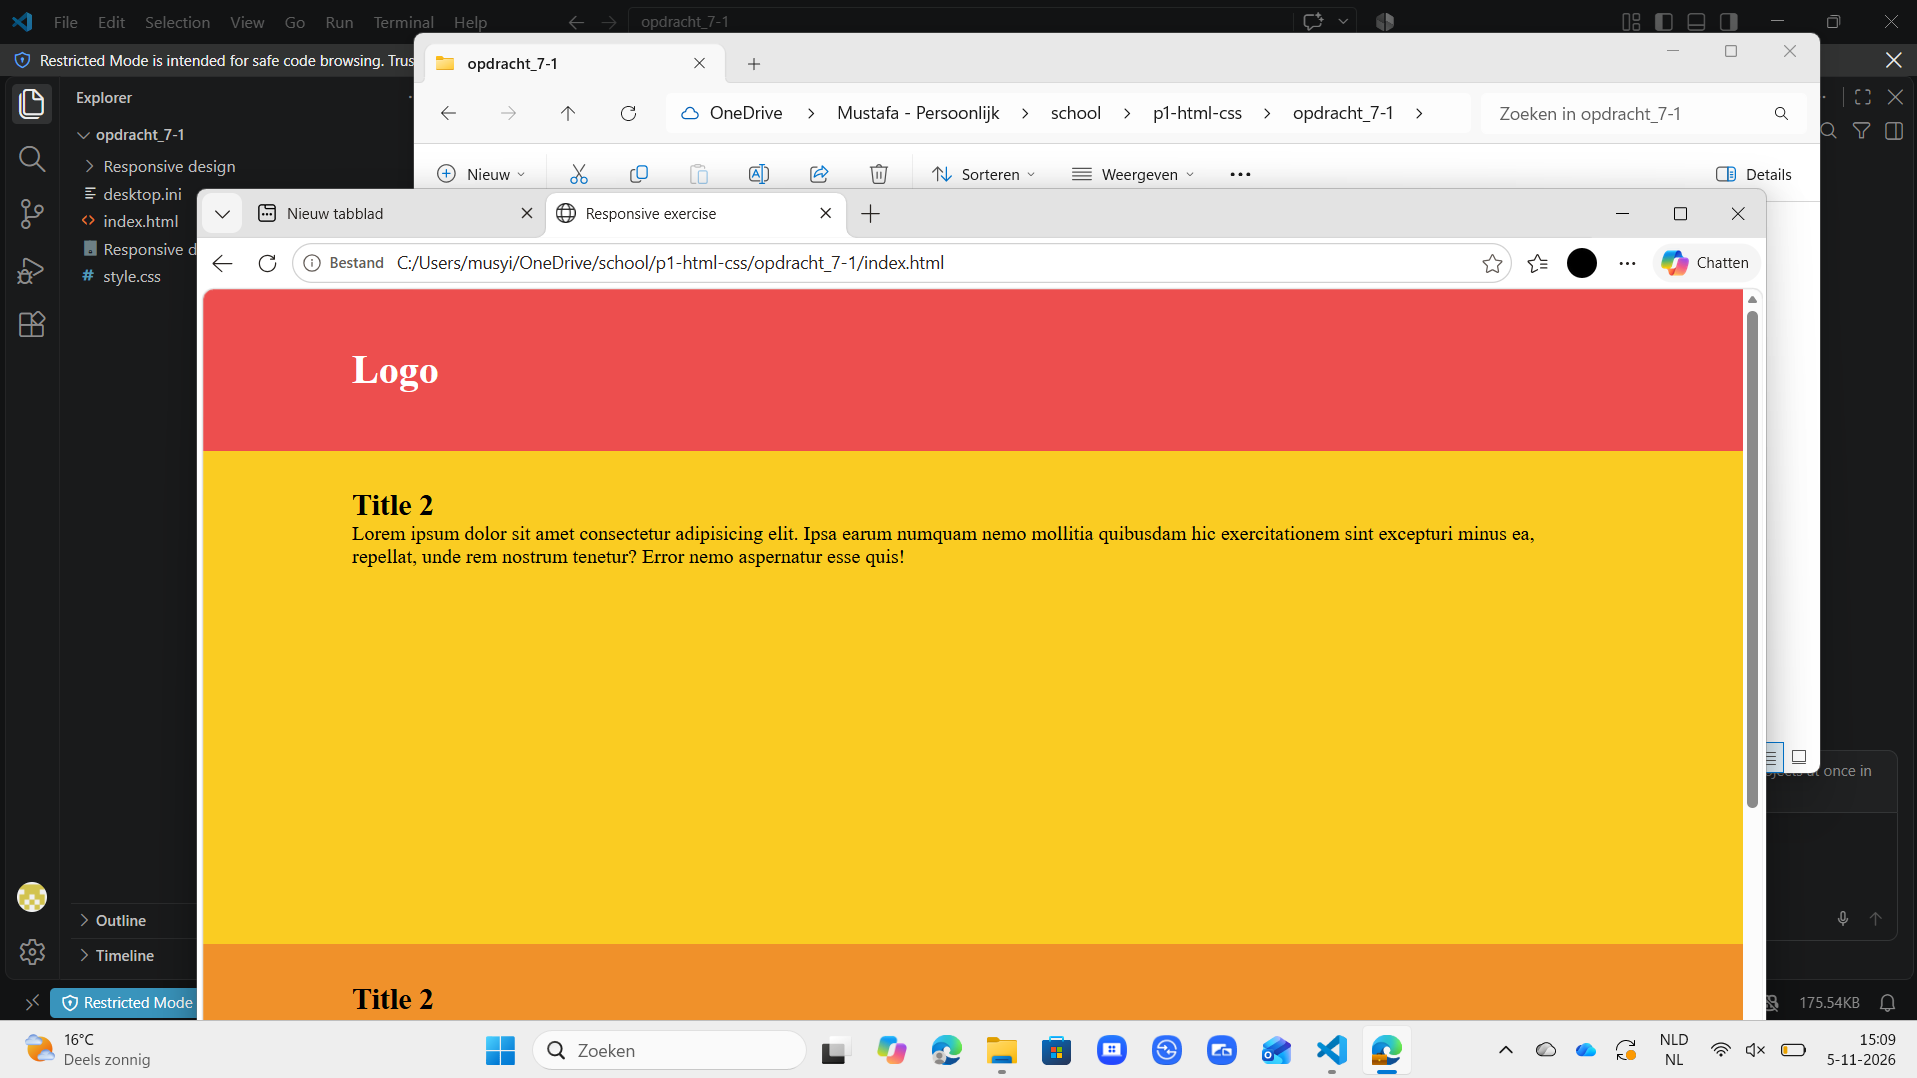 File Edit Selection View Go Run Terminal Help
opdracht_7-1
Restricted Mode is intended for safe code browsing. Trus
Explorer
opdracht_7-1
Responsive design
desktop.ini
index.html
Responsive d
style.css
Outline
Timeline
Restricted Mode
175.54KB
at once in
opdracht_7-1
OneDrive > Mustafa - Persoonlijk > school > p1-html-css > opdracht_7-1 >
Zoeken in opdracht_7-1
Nieuw
Sorteren
Weergeven
Details
Nieuw tabblad
Responsive exercise
Bestand C:/Users/musyi/OneDrive/school/p1-html-css/opdracht_7-1/index.html
Chatten
Logo
Title 2
Lorem ipsum dolor sit amet consectetur adipisicing elit. Ipsa earum numquam nemo mollitia quibusdam hic exercitationem sint excepturi minus ea,
repellat, unde rem nostrum tenetur? Error nemo aspernatur esse quis!
Title 2
16°C
Deels zonnig
Zoeken
NLD
NL
15:09
5-11-2026